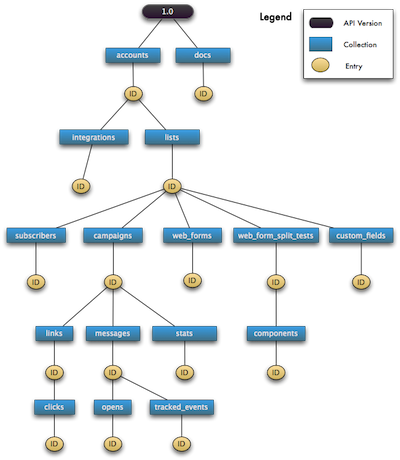 1.0
Legend
API Version
Collection
Entry
accounts
docs
ID
ID
integrations
lists
ID
ID
subscribers
campaigns
web_forms
web_form_split_tests
custom_fields
ID
ID
ID
ID
ID
links
messages
stats
components
ID
ID
ID
ID
clicks
opens
tracked_events
ID
ID
ID